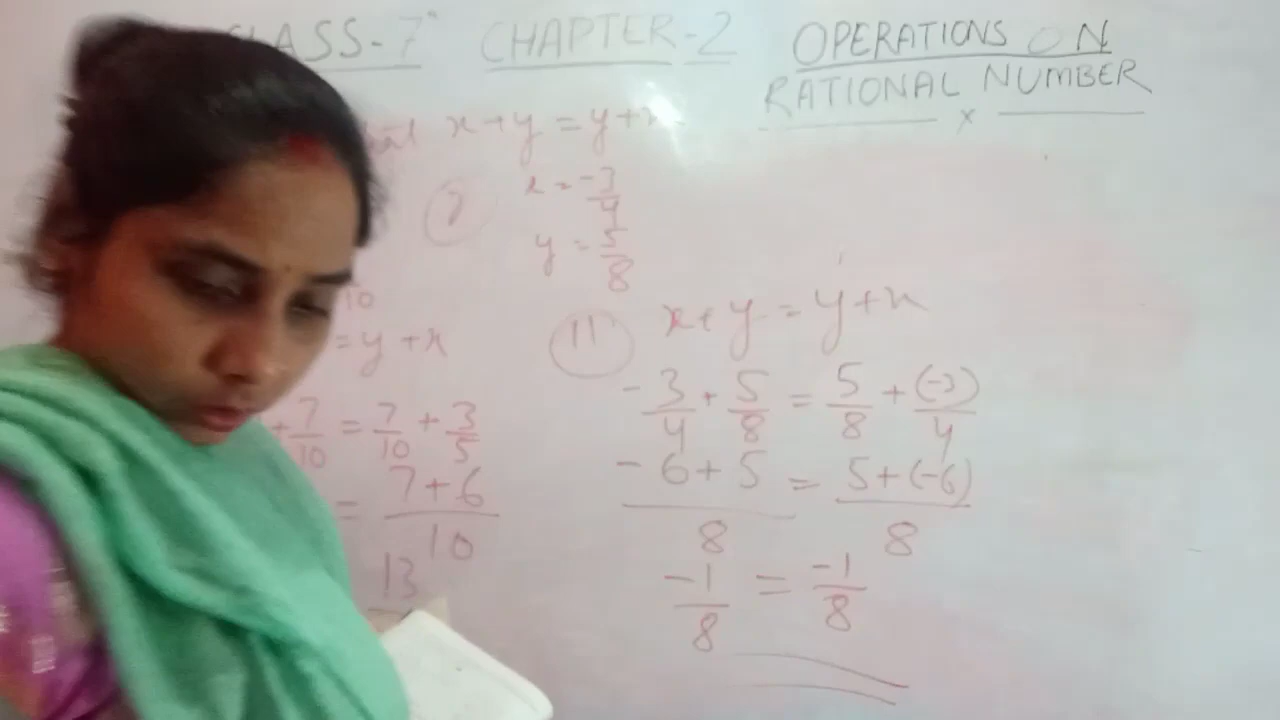 CLASS-7 CHAPTER-2 OPERATIONS ON
RATIONAL NUMBER
x
x+y=y+x
x = -3/4
y = 5/8
10
=y+x
+7/10 = 7/10 + 3/5
= 7+6/10
13
11 x+y=y+x
-3/4 + 5/8 = 5/8 + (-3)/4
-6+5/8 = 5+(-6)/8
-1/8 = -1/8